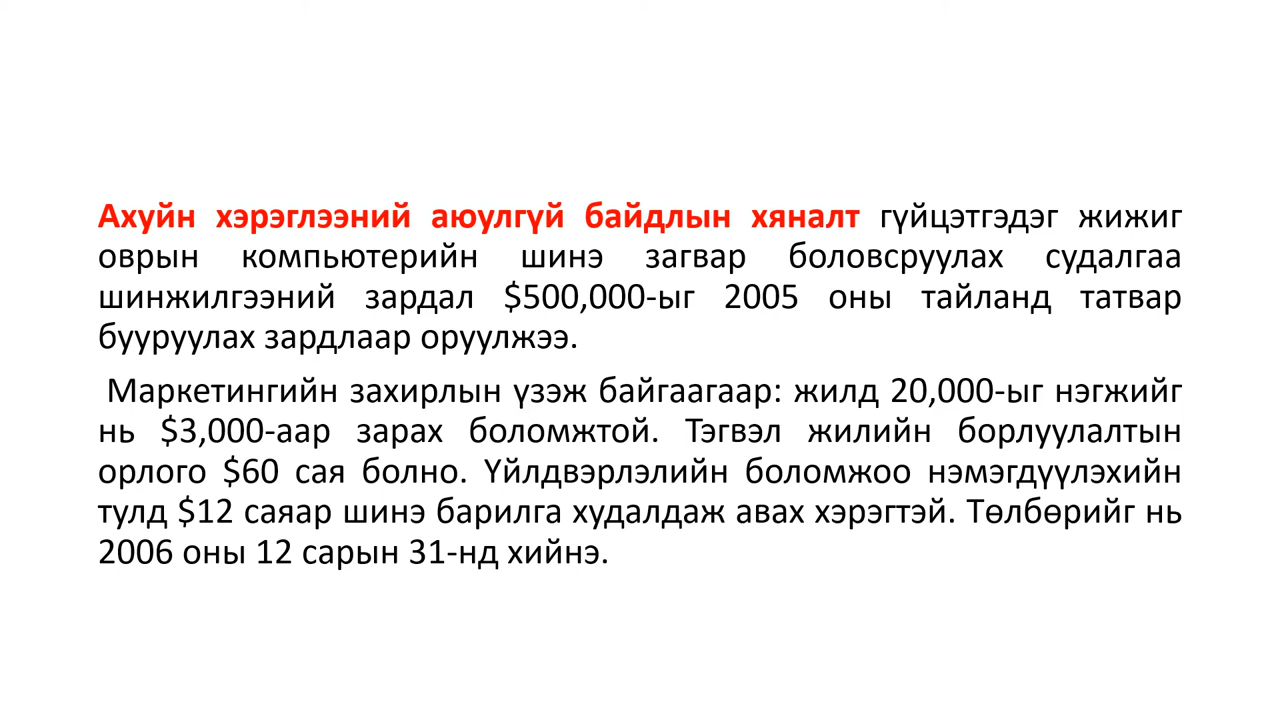 Ахуйн хэрэглээний аюулгүй байдлын хяналт гүйцэтгэдэг жижиг
оврын компьютерийн шинэ загвар боловсруулах судалгаа
шинжилгээний зардал $500,000-ыг 2005 оны тайланд татвар
бууруулах зардлаар оруулжээ.
Маркетингийн захирлын үзэж байгаагаар: жилд 20,000-ыг нэгжийг
нь $3,000-аар зарах боломжтой. Тэгвэл жилийн борлуулалтын
орлого $60 сая болно. Үйлдвэрлэлийн боломжоо нэмэгдүүлэхийн
тулд $12 саяар шинэ барилга худалдаж авах хэрэгтэй. Төлбөрийг нь
2006 оны 12 сарын 31-нд хийнэ.